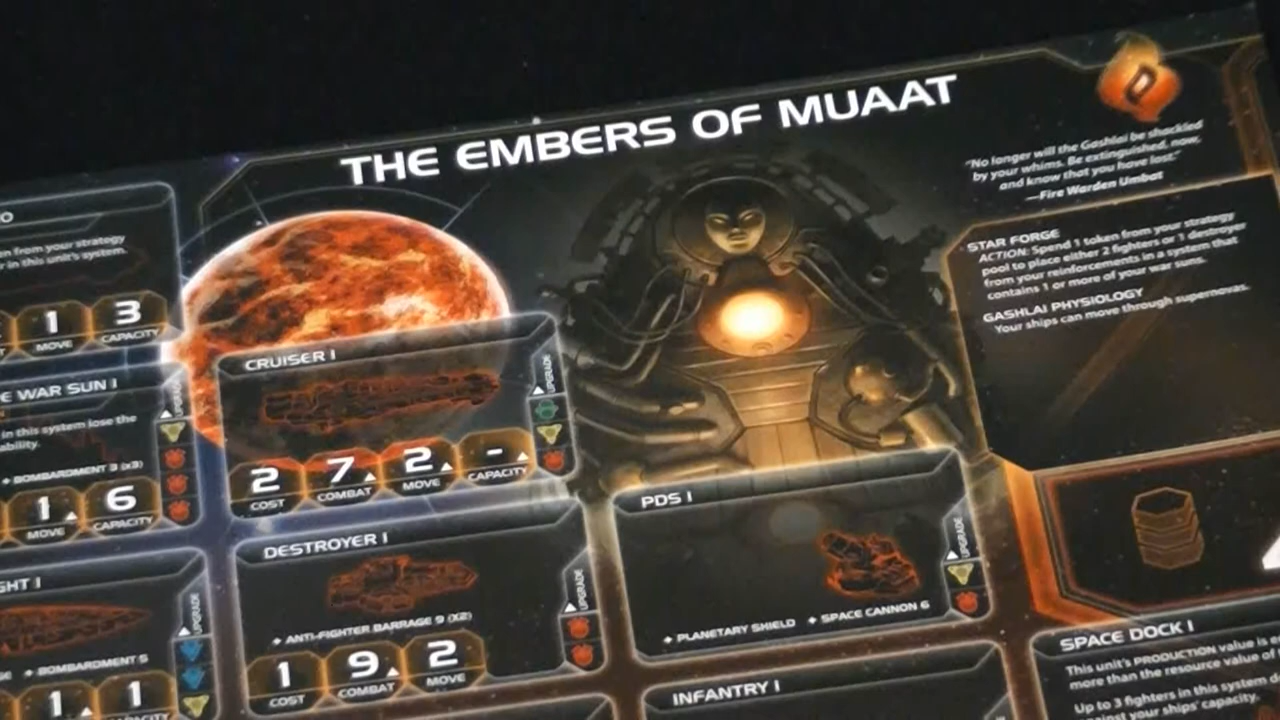 THE EMBERS OF MUAAT
"No longer will the Gashlai be shackled
by your whims. Be extinguished, now,
and know that you have lost."
—Fire Warden Umbat
STAR FORGE
ACTION: Spend 1 token from your strategy
pool to place either 2 fighters or 1 destroyer
from your reinforcements in a system that
contains 1 or more of your war suns.
GASHLAI PHYSIOLOGY
Your ships can move through supernovas.
from your strategy
in this unit's system.
1 3
MOVE CAPACITY
WAR SUN I
UPGRADE
in this system lose the
BOMBARDMENT 3 (X3)
1 6
MOVE CAPACITY
CRUISER I
UPGRADE
2 7 2 -
COST COMBAT MOVE CAPACITY
DESTROYER I
UPGRADE
ANTI-FIGHTER BARRAGE 9 (X2)
1 9 2
COST COMBAT MOVE
UPGRADE
BOMBARDMENT 5
1 1
PDS I
UPGRADE
PLANETARY SHIELD SPACE CANNON 6
INFANTRY I
SPACE DOCK I
This unit's PRODUCTION value is
more than the resource value of
Up to 3 fighters in this system
against your ships' capacity.